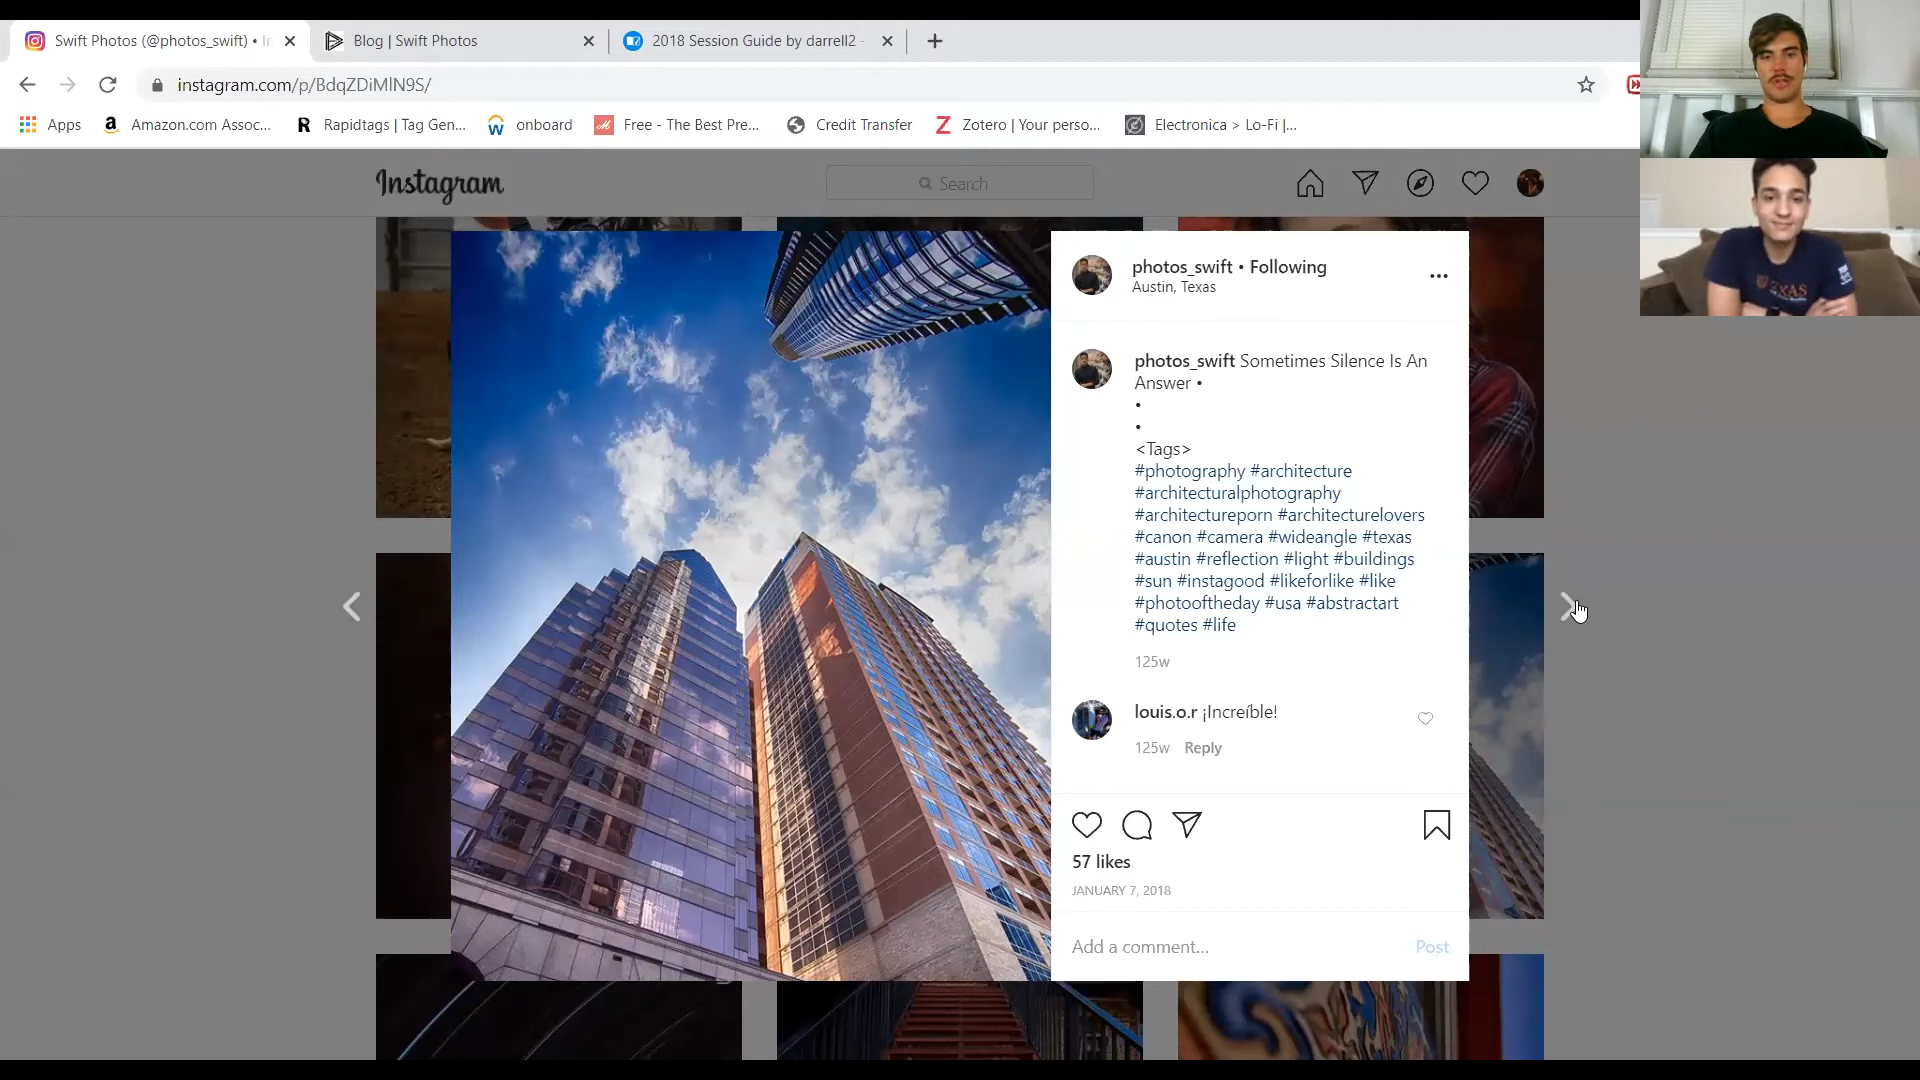 Swift Photos (@photos_swift) • In
Blog | Swift Photos
2018 Session Guide by darrell2 -
instagram.com/p/BdqZDiMlN9S/
Apps
Amazon.com Assoc...
Rapidtags | Tag Gen...
onboard
Free - The Best Pre...
Credit Transfer
Zotero | Your perso...
Electronica > Lo-Fi |...
Instagram
Search
photos_swift • Following
Austin, Texas
photos_swift Sometimes Silence Is An
Answer •
•
•
<Tags>
#photography #architecture
#architecturalphotography
#architectureporn #architecturelovers
#canon #camera #wideangle #texas
#austin #reflection #light #buildings
#sun #instagood #likeforlike #like
#photooftheday #usa #abstractart
#quotes #life
125w
louis.o.r ¡Increíble!
125w Reply
57 likes
JANUARY 7, 2018
Add a comment...
Post
TEXAS